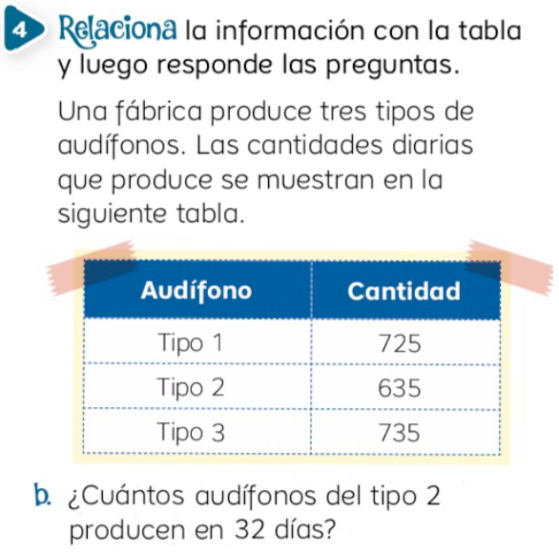 4 Relaciona la información con la tabla
y luego responde las preguntas.
Una fábrica produce tres tipos de
audífonos. Las cantidades diarias
que produce se muestran en la
siguiente tabla.
Audífono Cantidad
Tipo 1 725
Tipo 2 635
Tipo 3 735
b. ¿Cuántos audífonos del tipo 2
producen en 32 días?